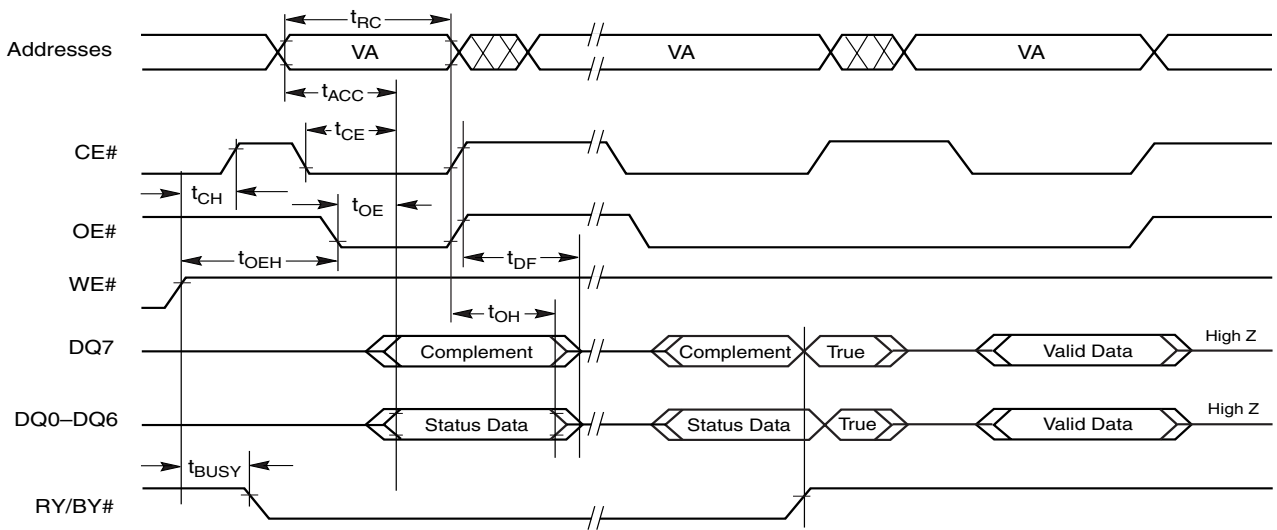 tRC
Addresses VA VA VA
tACC
tCE
CE#
tCH tOE
OE#
tOEH tDF
WE#
tOH
DQ7 Complement Complement True Valid Data High Z
DQ0–DQ6 Status Data Status Data True Valid Data High Z
tBUSY
RY/BY#